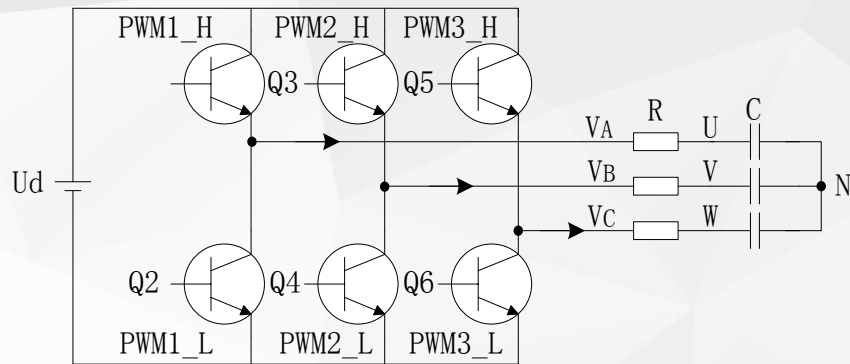 PWM1_H PWM2_H PWM3_H
Q3 Q5
VA R U C
Ud VB V N
VC W
Q2 Q4 Q6
PWM1_L PWM2_L PWM3_L